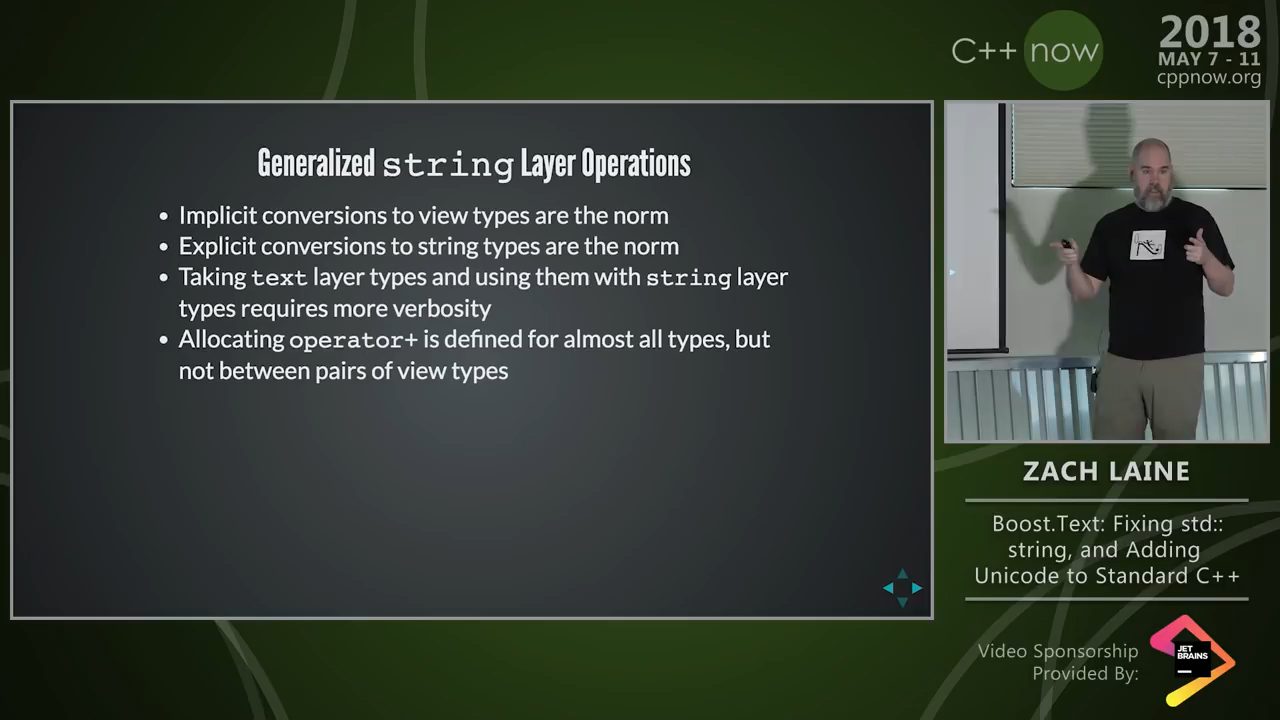 C++ now
2018
MAY 7 - 11
cppnow.org
Generalized string Layer Operations
• Implicit conversions to view types are the norm
• Explicit conversions to string types are the norm
• Taking text layer types and using them with string layer
types requires more verbosity
• Allocating operator+ is defined for almost all types, but
not between pairs of view types
ZACH LAINE
Boost.Text: Fixing std::
string, and Adding
Unicode to Standard C++
Video Sponsorship
Provided By:
JET
BRAINS